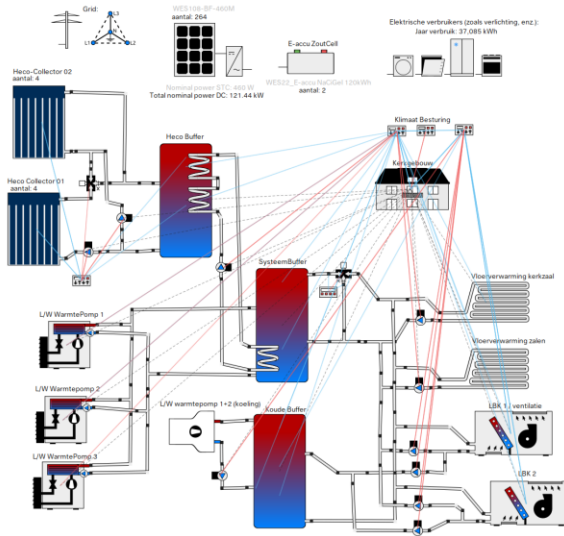 Grid:
L3
N
L1
L2
WES108-BF-460M
aantal: 264
Nominal power STC: 460 W
Total nominal power DC: 121.44 kW
E-accu.ZoutCell
WES22_E-accu NaClGel 120kWh
aantal: 2
Elektrische verbruikers (zoals verlichting, enz.):
Jaar verbruik: 37,085 kWh
Heco-Collector 02
aantal: 4
Heco Collector 01
aantal: 4
Heco Buffer
Klimaat Besturing
Kerkgebouw
SysteemBuffer
Vloerverwarming kerkzaal
Vloerverwarming zalen
L/W WarmtePomp 1
L/W Warmtepomp 2
L/W WarmtePomp 3
L/W warmtepomp 1+2 (koeling)
Koude Buffer
LBK 1 / ventilatie
LBK 2